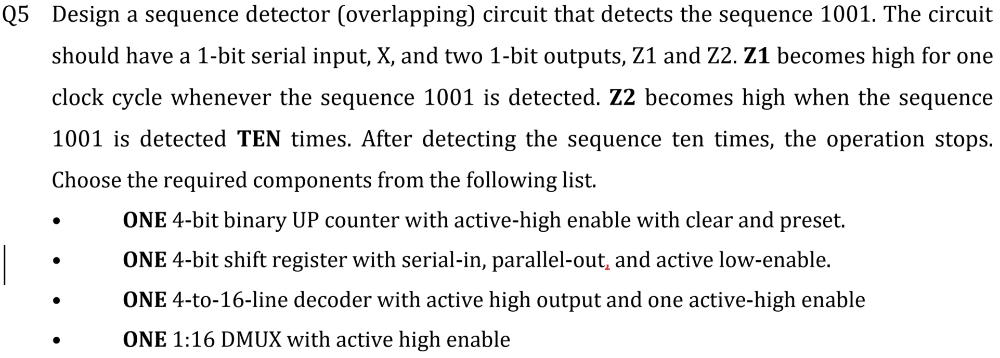 Q5 Design a sequence detector (overlapping) circuit that detects the sequence 1001. The circuit
should have a 1-bit serial input, X, and two 1-bit outputs, Z1 and Z2. Z1 becomes high for one
clock cycle whenever the sequence 1001 is detected. Z2 becomes high when the sequence
1001 is detected TEN times. After detecting the sequence ten times, the operation stops.
Choose the required components from the following list.
• ONE 4-bit binary UP counter with active-high enable with clear and preset.
• ONE 4-bit shift register with serial-in, parallel-out, and active low-enable.
• ONE 4-to-16-line decoder with active high output and one active-high enable
• ONE 1:16 DMUX with active high enable